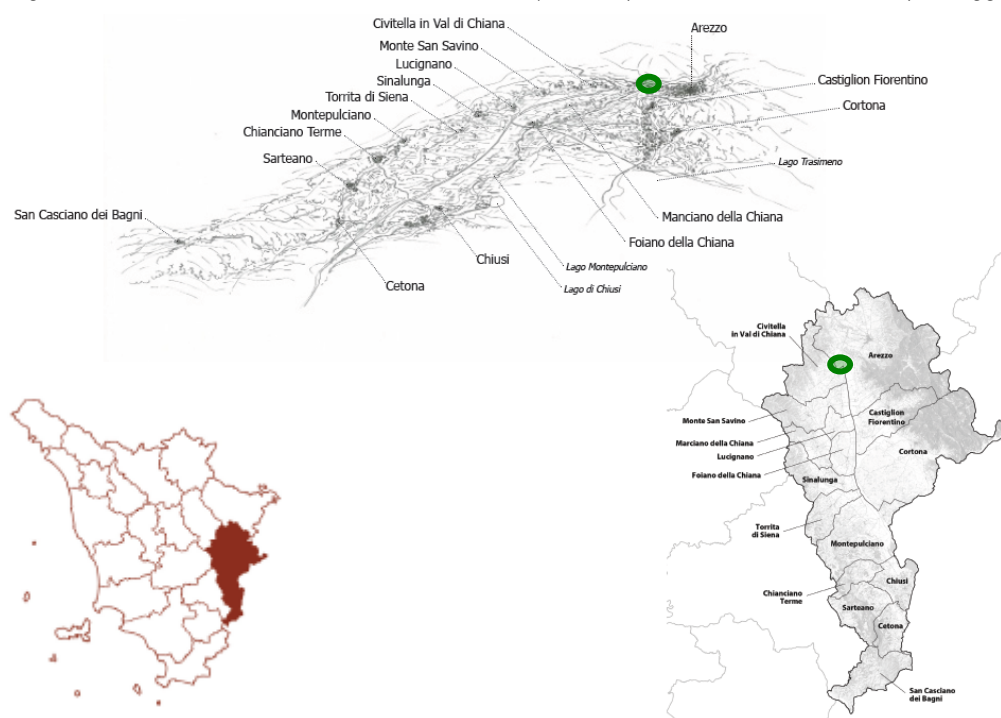 Civitella in Val di Chiana
Arezzo
Monte San Savino
Lucignano
Sinalunga
Castiglion Fiorentino
Torrita di Siena
Montepulciano
Cortona
Chianciano Terme
Sarteano
Lago Trasimeno
San Casciano dei Bagni
Manciano della Chiana
Foiano della Chiana
Chiusi
Lago Montepulciano
Cetona
Lago di Chiusi
Civitella
in Val di Chiana
Arezzo
Monte San Savino
Castiglion
Fiorentino
Marciano della Chiana
Lucignano
Cortona
Foiano della Chiana
Sinalunga
Torrita
di Siena
Montepulciano
Chiusi
Chianciano
Terme
Sarteano
Cetona
San Casciano
dei Bagni